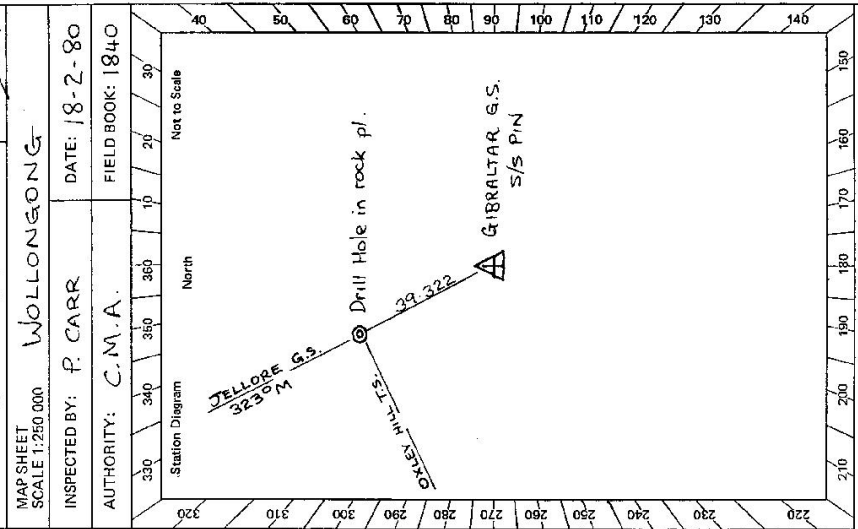 MAP SHEET
SCALE 1:250 000 WOLLONGONG
INSPECTED BY: P. CARR
DATE: 18-2-80
AUTHORITY: C.M.A.
FIELD BOOK: 1840
330 340 350 360 10 20 30
Station Diagram
North
Not to Scale
40 50 60 70 80 90 100 110 120 130 140
320 310 300 290 280 270 260 250 240 230 220
JELLORE G.S.
323° M
Drill Hole in rock pl.
39.322
OXLEY HILL T.S.
GIBRALTAR G.S.
S/S PIN
210 200 190 180 170 160 150